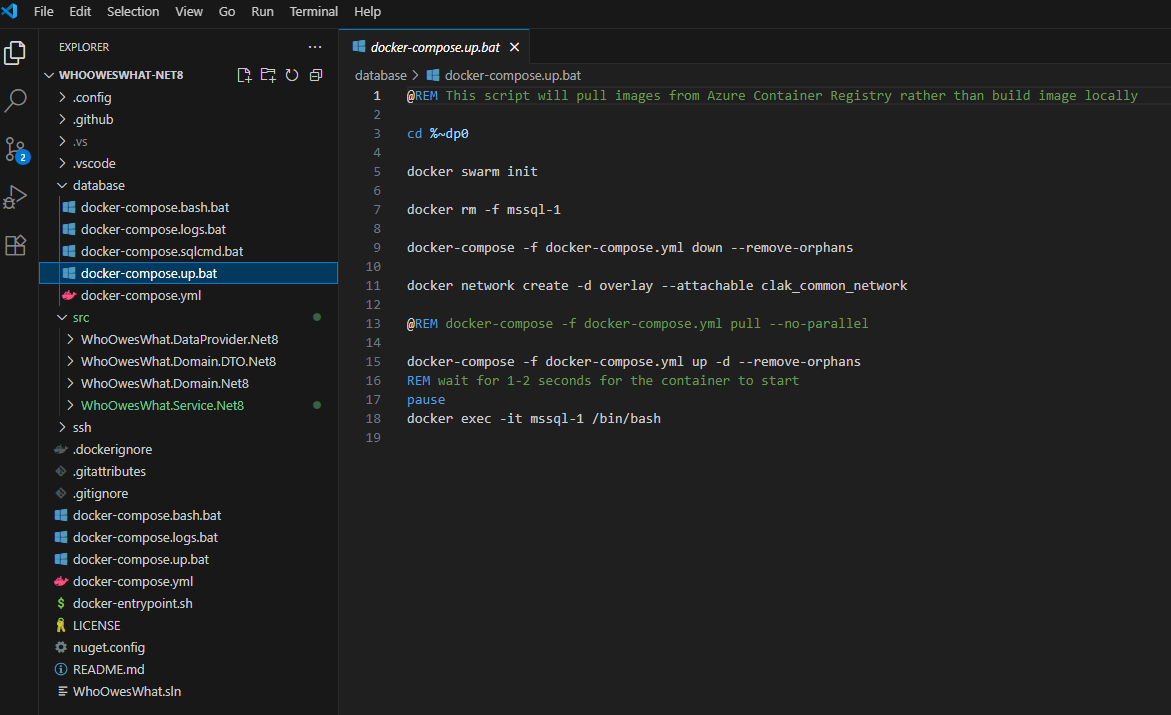 File Edit Selection View Go Run Terminal Help
EXPLORER
WHOOWESWHAT-NET8
.config
.github
.vs
.vscode
database
docker-compose.bash.bat
docker-compose.logs.bat
docker-compose.sqlcmd.bat
docker-compose.up.bat
docker-compose.yml
src
WhoOwesWhat.DataProvider.Net8
WhoOwesWhat.Domain.DTO.Net8
WhoOwesWhat.Domain.Net8
WhoOwesWhat.Service.Net8
ssh
.dockerignore
.gitattributes
.gitignore
docker-compose.bash.bat
docker-compose.logs.bat
docker-compose.up.bat
docker-compose.yml
$ docker-entrypoint.sh
LICENSE
nuget.config
README.md
WhoOwesWhat.sln
2
docker-compose.up.bat
database > docker-compose.up.bat
1 @REM This script will pull images from Azure Container Registry rather than build image locally
2
3 cd %~dp0
4
5 docker swarm init
6
7 docker rm -f mssql-1
8
9 docker-compose -f docker-compose.yml down --remove-orphans
10
11 docker network create -d overlay --attachable clak_common_network
12
13 @REM docker-compose -f docker-compose.yml pull --no-parallel
14
15 docker-compose -f docker-compose.yml up -d --remove-orphans
16 REM wait for 1-2 seconds for the container to start
17 pause
18 docker exec -it mssql-1 /bin/bash
19